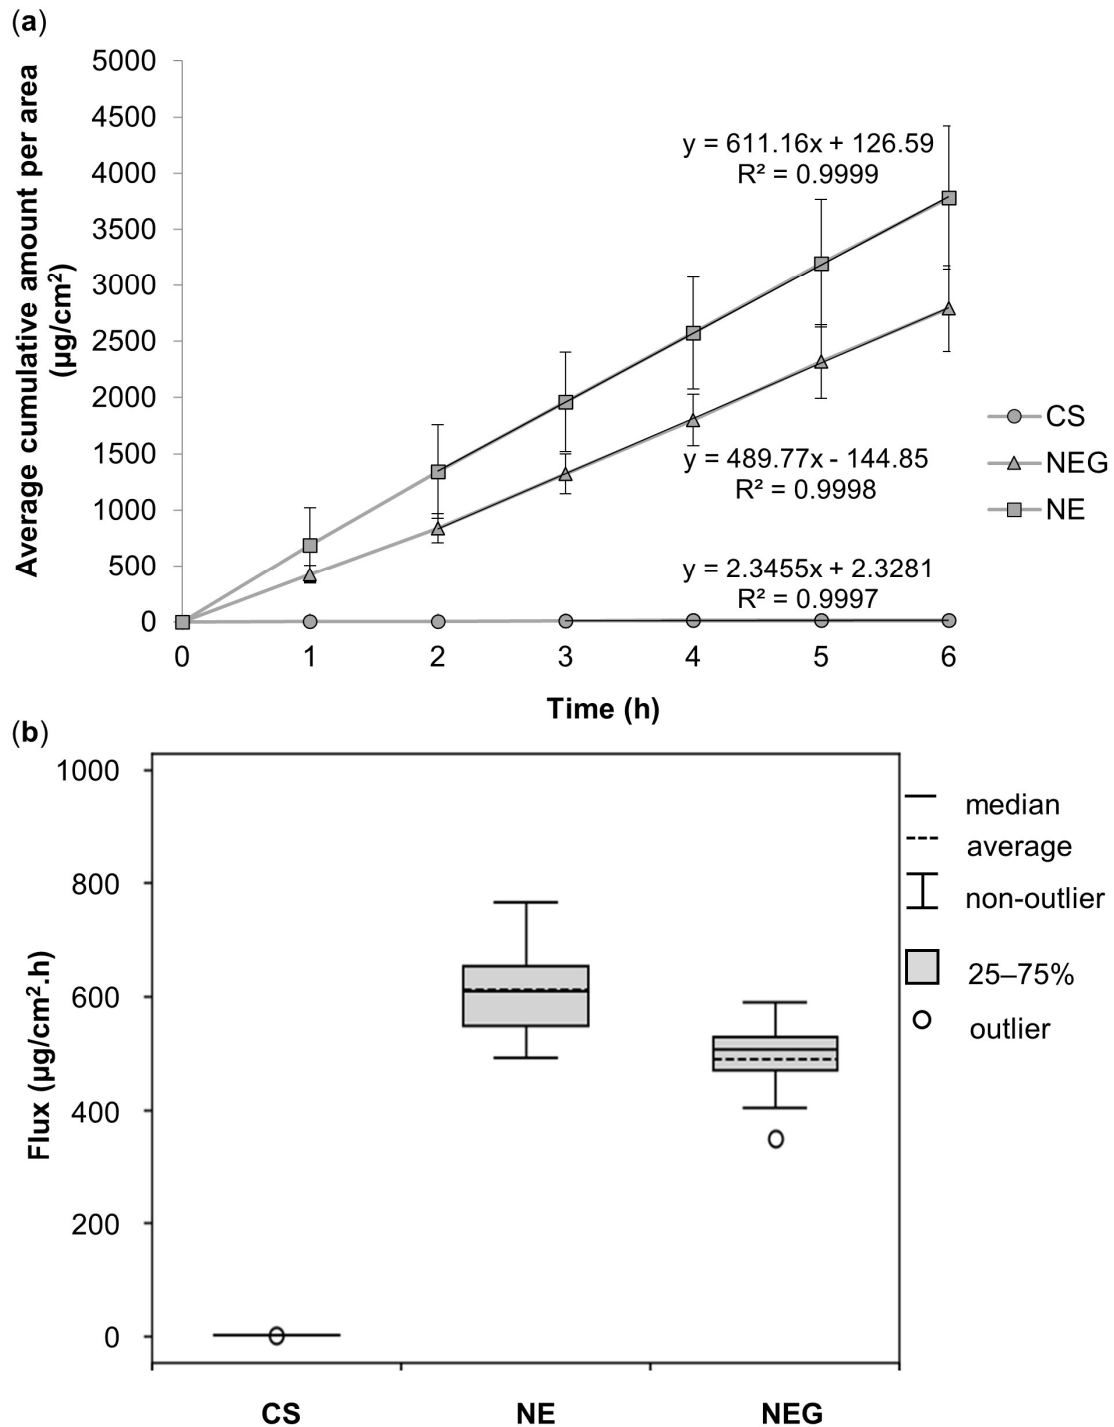 (a)
Average cumulative amount per area
(µg/cm²)
5000
4500
4000
3500
3000
2500
2000
1500
1000
500
0
y = 611.16x + 126.59
R² = 0.9999
y = 489.77x - 144.85
R² = 0.9998
y = 2.3455x + 2.3281
R² = 0.9997
CS
NEG
NE
0 1 2 3 4 5 6
Time (h)
(b)
Flux (µg/cm².h)
1000
800
600
400
200
0
median
average
non-outlier
25–75%
outlier
CS NE NEG